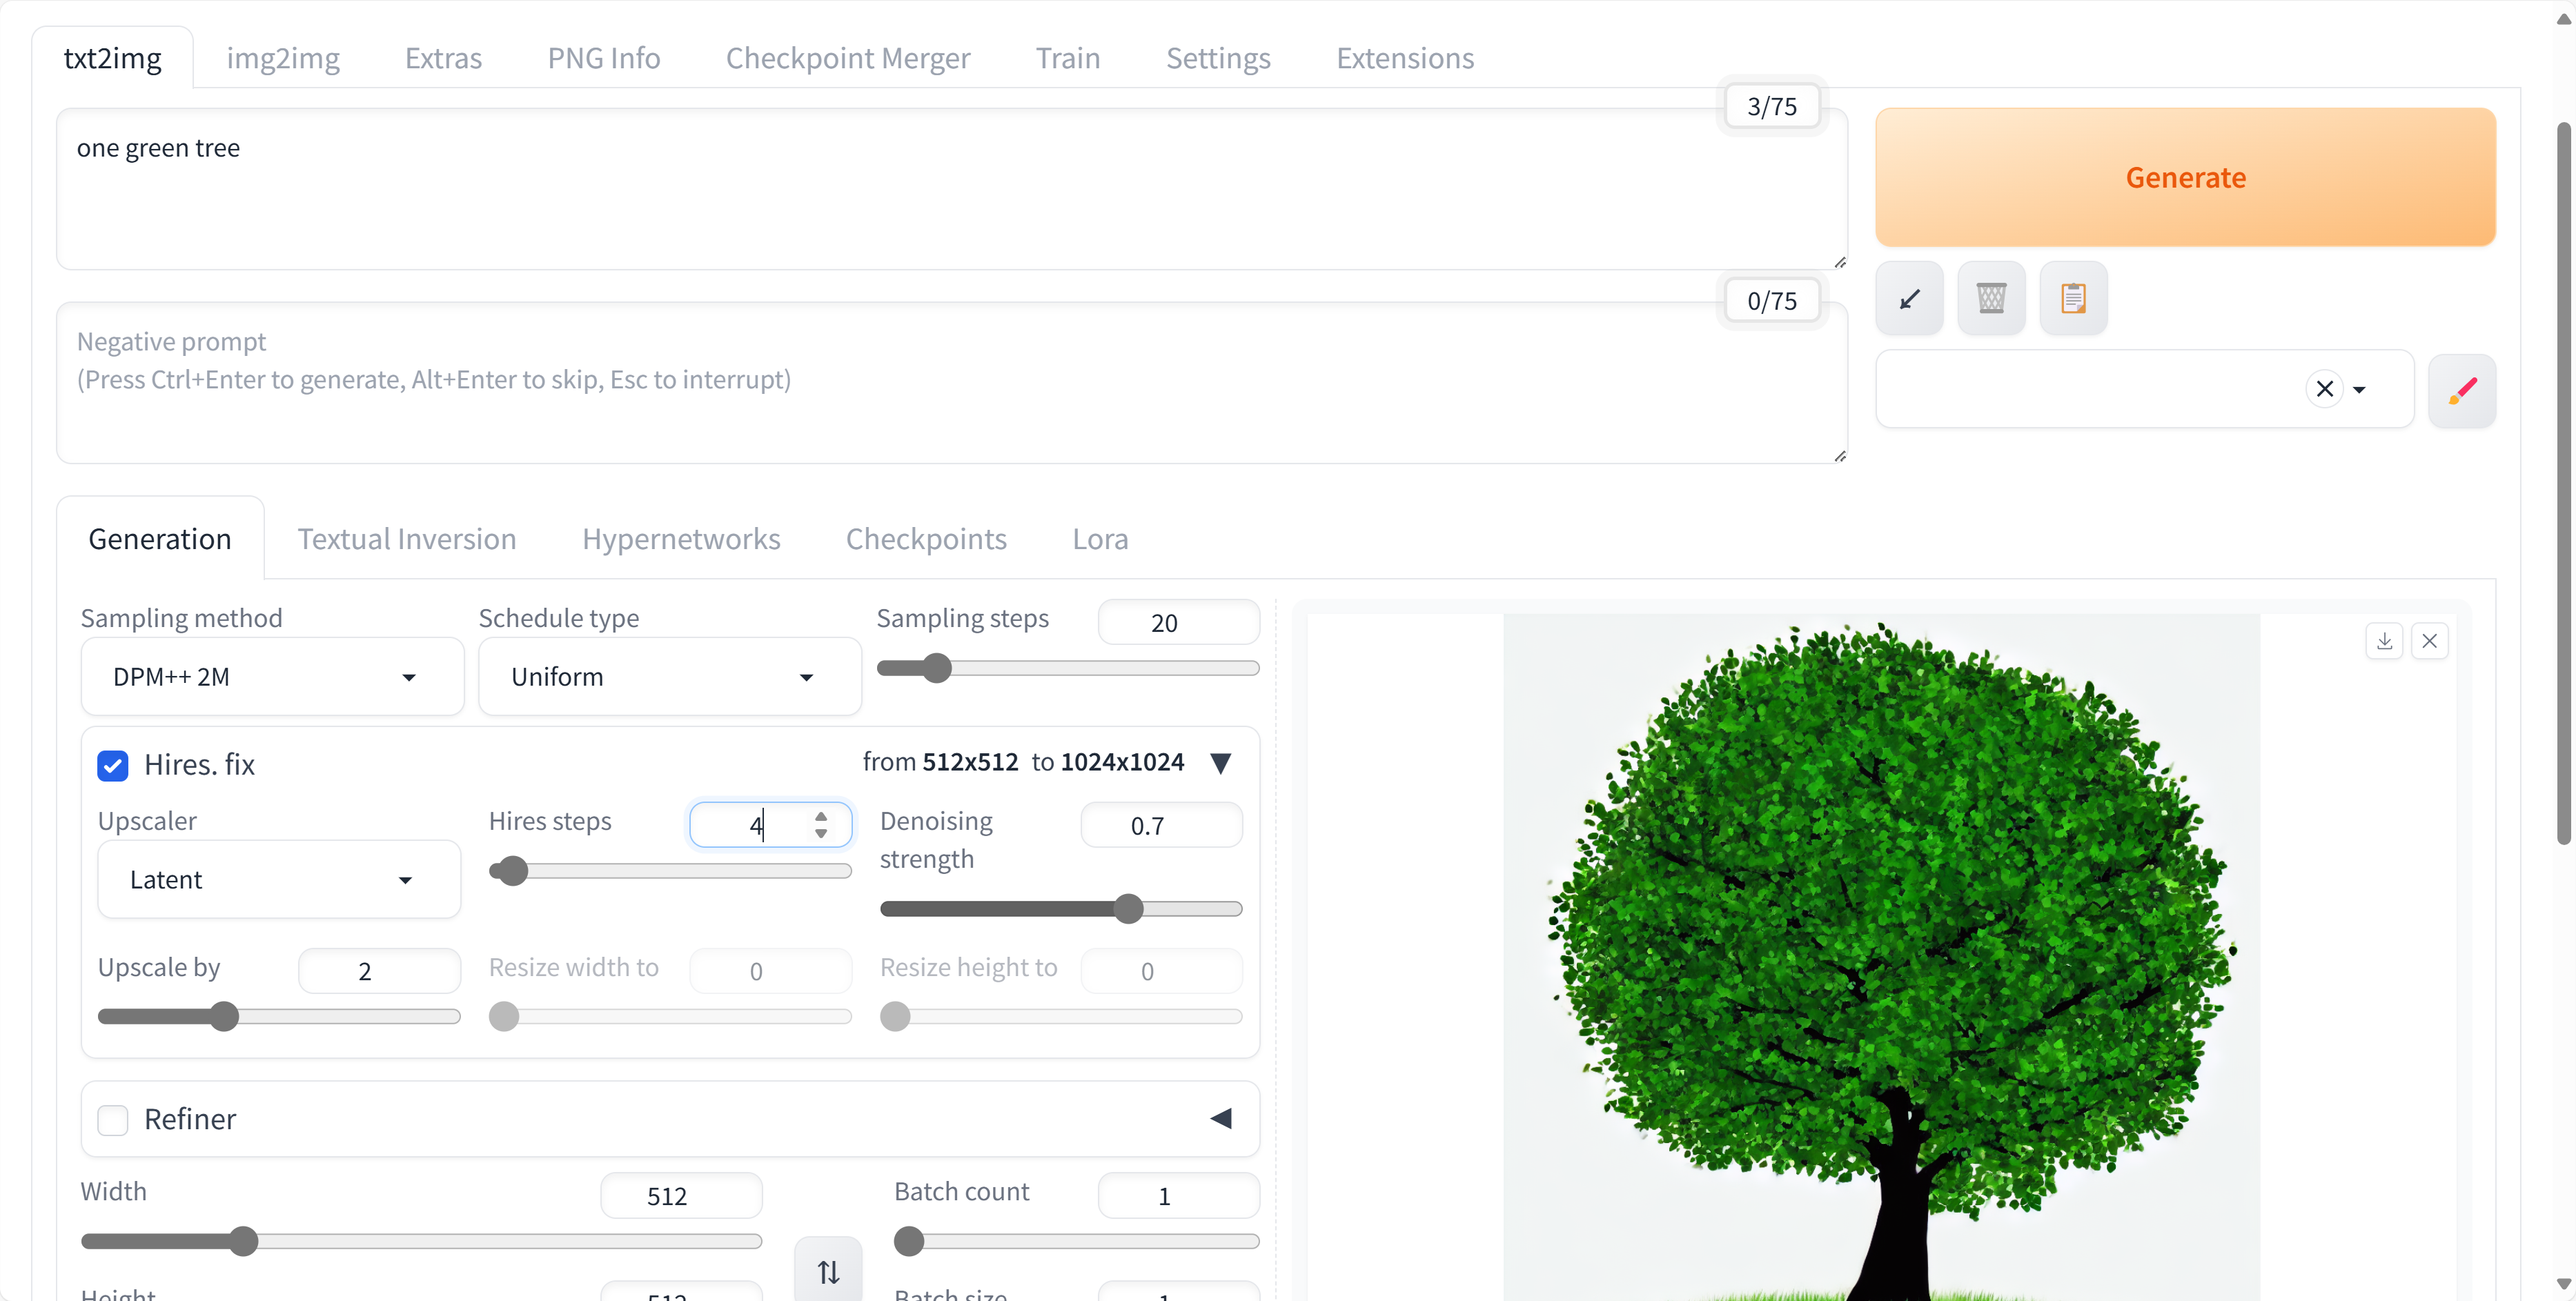 txt2img img2img Extras PNG Info Checkpoint Merger Train Settings Extensions
3/75
one green tree
Generate
0/75
Negative prompt
(Press Ctrl+Enter to generate, Alt+Enter to skip, Esc to interrupt)
Generation Textual Inversion Hypernetworks Checkpoints Lora
Sampling method Schedule type Sampling steps 20
DPM++ 2M Uniform
Hires. fix from 512x512 to 1024x1024
Upscaler Hires steps 4 Denoising strength 0.7
Latent
Upscale by 2 Resize width to 0 Resize height to 0
Refiner
Width 512 Batch count 1
Height 512 Batch size 1